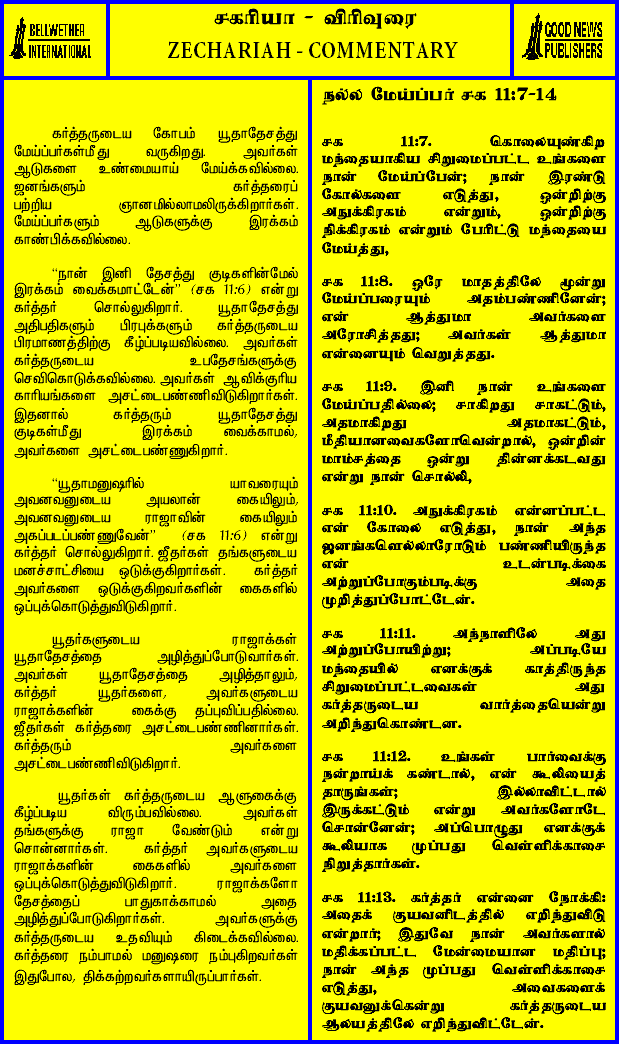 BELLWETHER
INTERNATIONAL
சகரியா - விரிவுரை
ZECHARIAH - COMMENTARY
GOOD NEWS
PUBLISHERS
கர்த்தருடைய கோபம் யூதாதேசத்து
மேய்ப்பர்கள்மீது வருகிறது. அவர்கள்
ஆடுகளை உண்மையாய் மேய்க்கவில்லை.
ஜனங்களும் கர்த்தரைப்
பற்றிய ஞானமில்லாமலிருக்கிறார்கள்.
மேய்ப்பர்களும் ஆடுகளுக்கு இரக்கம்
காண்பிக்கவில்லை.
“நான் இனி தேசத்து குடிகளின்மேல்
இரக்கம் வைக்கமாட்டேன்” (சக 11:6) என்று
கர்த்தர் சொல்லுகிறார். யூதாதேசத்து
அதிபதிகளும் பிரபுக்களும் கர்த்தருடைய
பிரமாணத்திற்கு கீழ்ப்படியவில்லை. அவர்கள்
கர்த்தருடைய உபதேசங்களுக்கு
செவிகொடுக்கவில்லை. அவர்கள் ஆவிக்குரிய
காரியங்களை அசட்டைபண்ணிவிடுகிறார்கள்.
இதனால் கர்த்தரும் யூதாதேசத்து
குடிகள்மீது இரக்கம் வைக்காமல்,
அவர்களை அசட்டைபண்ணுகிறார்.
“யூதாமனுஷரில் யாவரையும்
அவனவனுடைய அயலான் கையிலும்,
அவனவனுடைய ராஜாவின் கையிலும்
அகப்படப்பண்ணுவேன்” (சக 11:6) என்று
கர்த்தர் சொல்லுகிறார். ஜீதர்கள் தங்களுடைய
மனச்சாட்சியை ஒடுக்குகிறார்கள். கர்த்தர்
அவர்களை ஒடுக்குகிறவர்களின் கைகளில்
ஒப்புக்கொடுத்துவிடுகிறார்.
யூதர்களுடைய ராஜாக்கள்
யூதாதேசத்தை அழித்துப்போடுவார்கள்.
அவர்கள் யூதாதேசத்தை அழித்தாலும்,
கர்த்தர் யூதர்களை, அவர்களுடைய
ராஜாக்களின் கைக்கு தப்புவிப்பதில்லை.
ஜீதர்கள் கர்த்தரை அசட்டைபண்ணினார்கள்.
கர்த்தரும் அவர்களை
அசட்டைபண்ணிவிடுகிறார்.
யூதர்கள் கர்த்தருடைய ஆளுகைக்கு
கீழ்ப்படிய விரும்பவில்லை. அவர்கள்
தங்களுக்கு ராஜா வேண்டும் என்று
சொன்னார்கள். கர்த்தர் அவர்களுடைய
ராஜாக்களின் கைகளில் அவர்களை
ஒப்புக்கொடுத்துவிடுகிறார். ராஜாக்களோ
தேசத்தைப் பாதுகாக்காமல் அதை
அழித்துப்போடுகிறார்கள். அவர்களுக்கு
கர்த்தருடைய உதவியும் கிடைக்கவில்லை.
கர்த்தரை நம்பாமல் மனுஷரை நம்புகிறவர்கள்
இதுபோல, திக்கற்றவர்களாயிருப்பார்கள்.
நல்ல மேய்ப்பர் சக 11:7-14
சக 11:7. கொலையுண்கிற
மந்தையாகிய சிறுமைப்பட்ட உங்களை
நான் மேய்ப்பேன்; நான் இரண்டு
கோல்களை எடுத்து, ஒன்றிற்கு
அநுக்கிரகம் என்றும், ஒன்றிற்கு
நிக்கிரகம் என்றும் பேரிட்டு மந்தையை
மேய்த்து,
சக 11:8. ஒரே மாதத்திலே மூன்று
மேய்ப்பரையும் அதம்பண்ணினேன்;
என் ஆத்துமா அவர்களை
அரோசித்தது; அவர்கள் ஆத்துமா
என்னையும் வெறுத்தது.
சக 11:9. இனி நான் உங்களை
மேய்ப்பதில்லை; சாகிறது சாகட்டும்,
அதமாகிறது அதமாகட்டும்,
மீதியானவைகளோவென்றால், ஒன்றின்
மாம்சத்தை ஒன்று தின்னக்கடவது
என்று நான் சொல்லி,
சக 11:10. அநுக்கிரகம் என்னப்பட்ட
என் கோலை எடுத்து, நான் அந்த
ஜனங்களெல்லாரோடும் பண்ணியிருந்த
என் உடன்படிக்கை
அற்றுப்போகும்படிக்கு அதை
முறித்துப்போட்டேன்.
சக 11:11. அந்நாளிலே அது
அற்றுப்போயிற்று; அப்படியே
மந்தையில் எனக்குக் காத்திருந்த
சிறுமைப்பட்டவைகள் அது
கர்த்தருடைய வார்த்தையென்று
அறிந்துகொண்டன.
சக 11:12. உங்கள் பார்வைக்கு
நன்றாய்க் கண்டால், என் கூலியைத்
தாருங்கள்; இல்லாவிட்டால்
இருக்கட்டும் என்று அவர்களோடே
சொன்னேன்; அப்பொழுது எனக்குக்
கூலியாக முப்பது வெள்ளிக்காசை
நிறுத்தார்கள்.
சக 11:13. கர்த்தர் என்னை நோக்கி:
அதைக் குயவனிடத்தில் எறிந்துவிடு
என்றார்; இதுவே நான் அவர்களால்
மதிக்கப்பட்ட மேன்மையான மதிப்பு;
நான் அந்த முப்பது வெள்ளிக்காசை
எடுத்து, அவைகளைக்
குயவனுக்கென்று கர்த்தருடைய
ஆலயத்திலே எறிந்துவிட்டேன்.